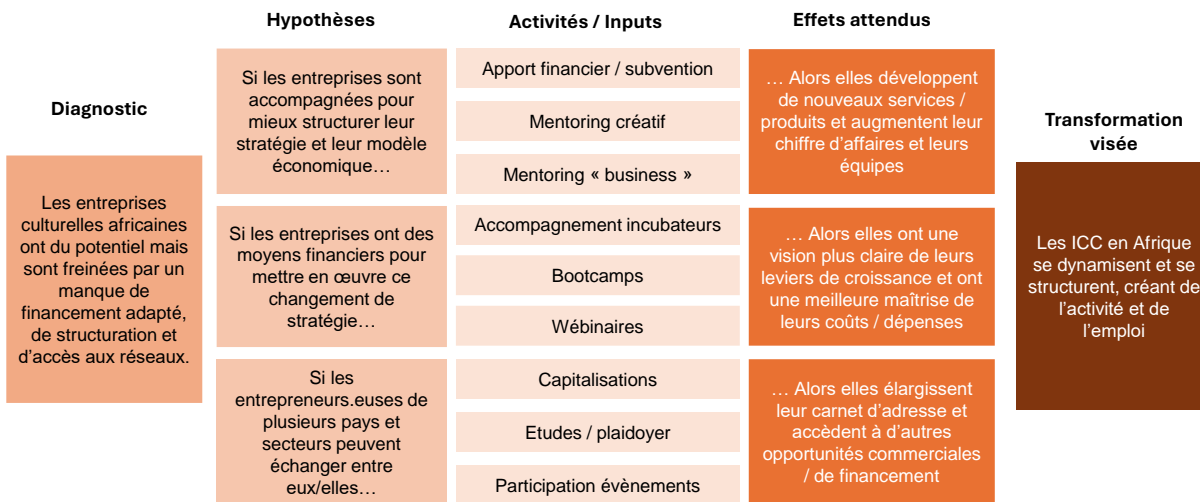 Diagnostic
Les entreprises
culturelles africaines
ont du potentiel mais
sont freinées par un
manque de
financement adapté,
de structuration et
d’accès aux réseaux.
Hypothèses
Si les entreprises sont
accompagnées pour
mieux structurer leur
stratégie et leur modèle
économique…
Si les entreprises ont des
moyens financiers pour
mettre en œuvre ce
changement de
stratégie…
Si les
entrepreneurs.euses de
plusieurs pays et
secteurs peuvent
échanger entre
eux/elles…
Activités / Inputs
Apport financier / subvention
Mentoring créatif
Mentoring « business »
Accompagnement incubateurs
Bootcamps
Wébinaires
Capitalisations
Etudes / plaidoyer
Participation évènements
Effets attendus
… Alors elles développent
de nouveaux services /
produits et augmentent leur
chiffre d’affaires et leurs
équipes
… Alors elles ont une
vision plus claire de leurs
leviers de croissance et ont
une meilleure maîtrise de
leurs coûts / dépenses
… Alors elles élargissent
leur carnet d’adresse et
accèdent à d’autres
opportunités commerciales
/ de financement
Transformation
visée
Les ICC en Afrique
se dynamisent et se
structurent, créant de
l’activité et de
l’emploi